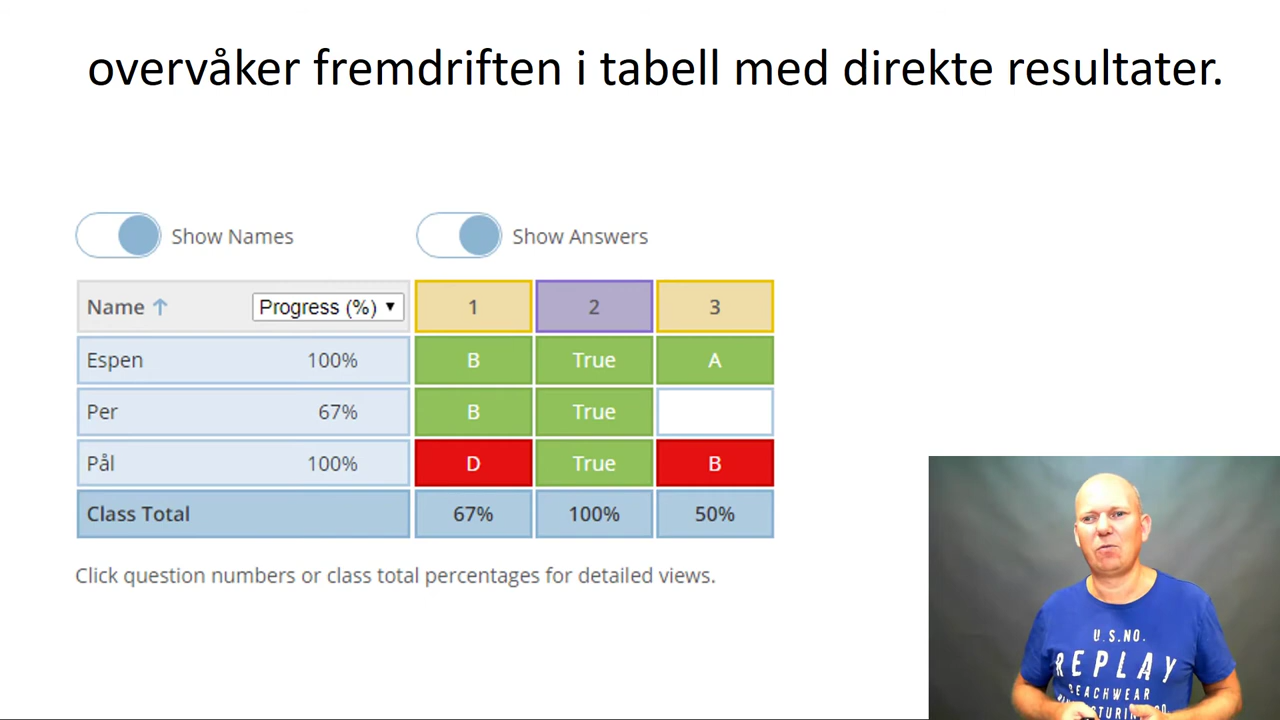 overvåker fremdriften i tabell med direkte resultater.
Show Names Show Answers
Name ↑ Progress (%) ▼ 1 2 3
Espen 100% B True A
Per 67% B True
Pål 100% D True B
Class Total 67% 100% 50%
Click question numbers or class total percentages for detailed views.
U.S.NO.
REPLAY
BEACHWEAR